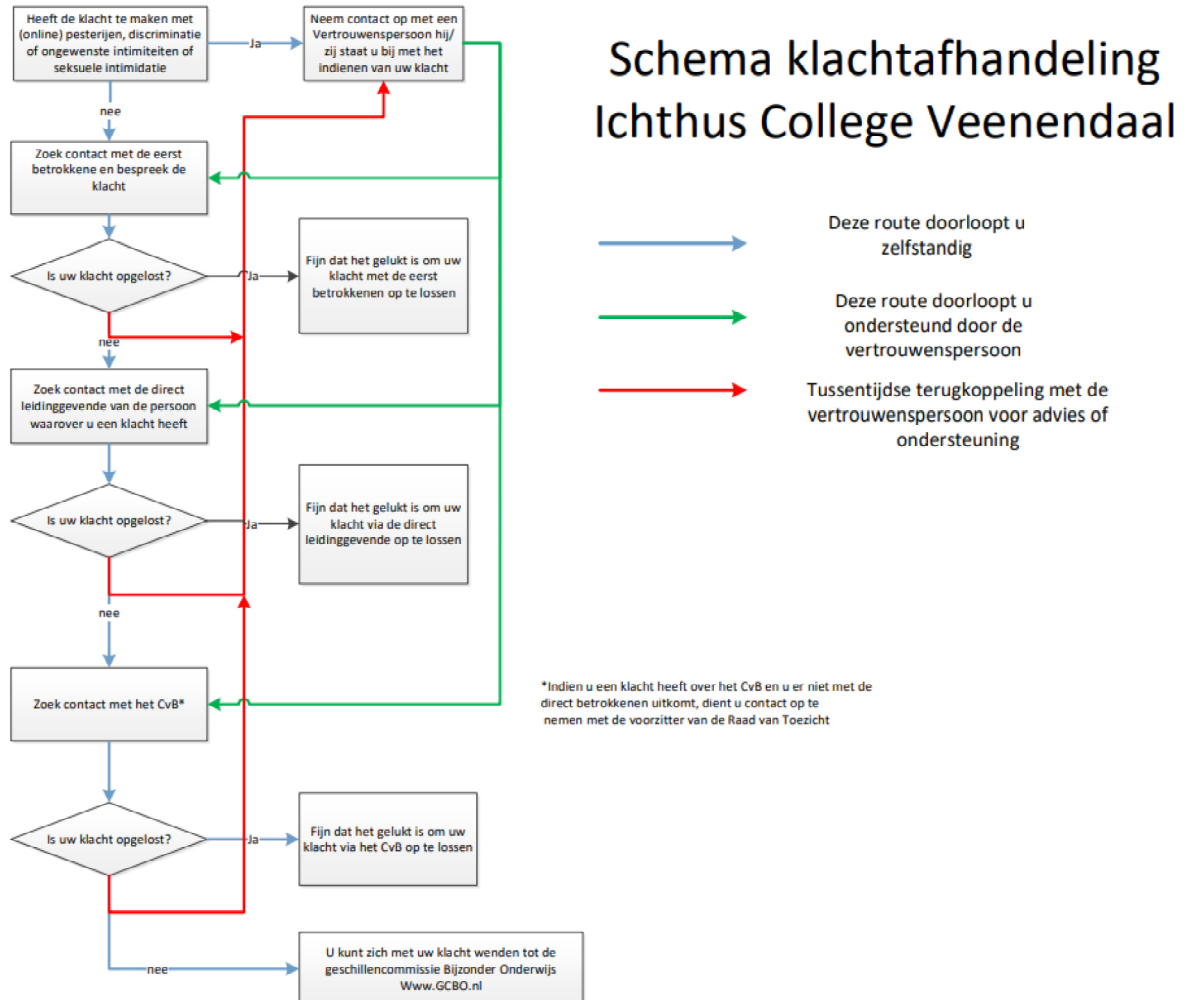 Schema klachtafhandeling
Ichthus College Veenendaal
Heeft de klacht te maken met
(online) pesterijen, discriminatie
of ongewenste intimiteiten of
seksuele intimidatie
Ja
Neem contact op met een
Vertrouwenspersoon hij/
zij staat u bij met het
indienen van uw klacht
nee
Zoek contact met de eerst
betrokkene en bespreek de
klacht
Is uw klacht opgelost?
Ja
Fijn dat het gelukt is om uw
klacht met de eerst
betrokkenen op te lossen
nee
Zoek contact met de direct
leidinggevende van de persoon
waarover u een klacht heeft
Is uw klacht opgelost?
Ja
Fijn dat het gelukt is om uw
klacht via de direct
leidinggevende op te lossen
nee
Zoek contact met het CvB*
Is uw klacht opgelost?
Ja
Fijn dat het gelukt is om uw
klacht via het CvB op te lossen
nee
U kunt zich met uw klacht wenden tot de
geschillencommissie Bijzonder Onderwijs
Www.GCBO.nl
Deze route doorloopt u
zelfstandig
Deze route doorloopt u
ondersteund door de
vertrouwenspersoon
Tussentijdse terugkoppeling met de
vertrouwenspersoon voor advies of
ondersteuning
*Indien u een klacht heeft over het CvB en u er niet met de
direct betrokkenen uitkomt, dient u contact op te
nemen met de voorzitter van de Raad van Toezicht